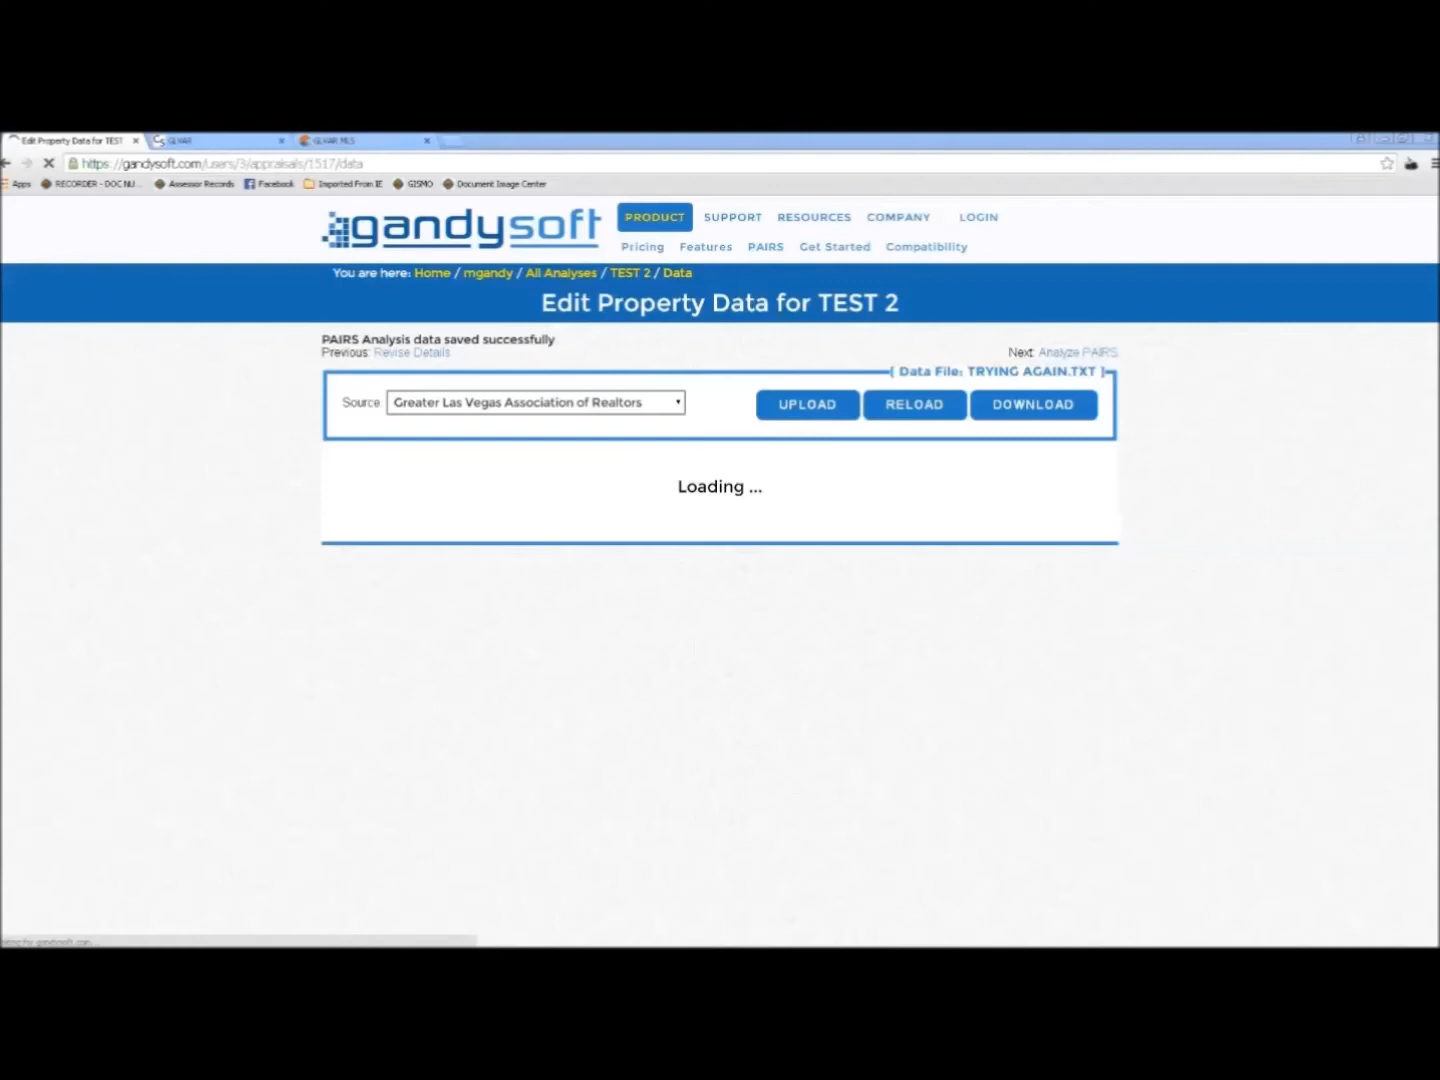 Edit Property Data for TEST
GLVAR
GLVAR MLS
https://gandysoft.com/users/3/appraisals/1517/data
Apps RECORDER - DOC NU... Assessor Records Facebook Imported From IE GISMO Document Image Center
gandysoft
PRODUCT SUPPORT RESOURCES COMPANY LOGIN
Pricing Features PAIRS Get Started Compatibility
You are here: Home / mgandy / All Analyses / TEST 2 / Data
Edit Property Data for TEST 2
PAIRS Analysis data saved successfully
Previous: Revise Details
Next: Analyze PAIRS
[ Data File: TRYING AGAIN.TXT ]
Source Greater Las Vegas Association of Realtors UPLOAD RELOAD DOWNLOAD
Loading ...